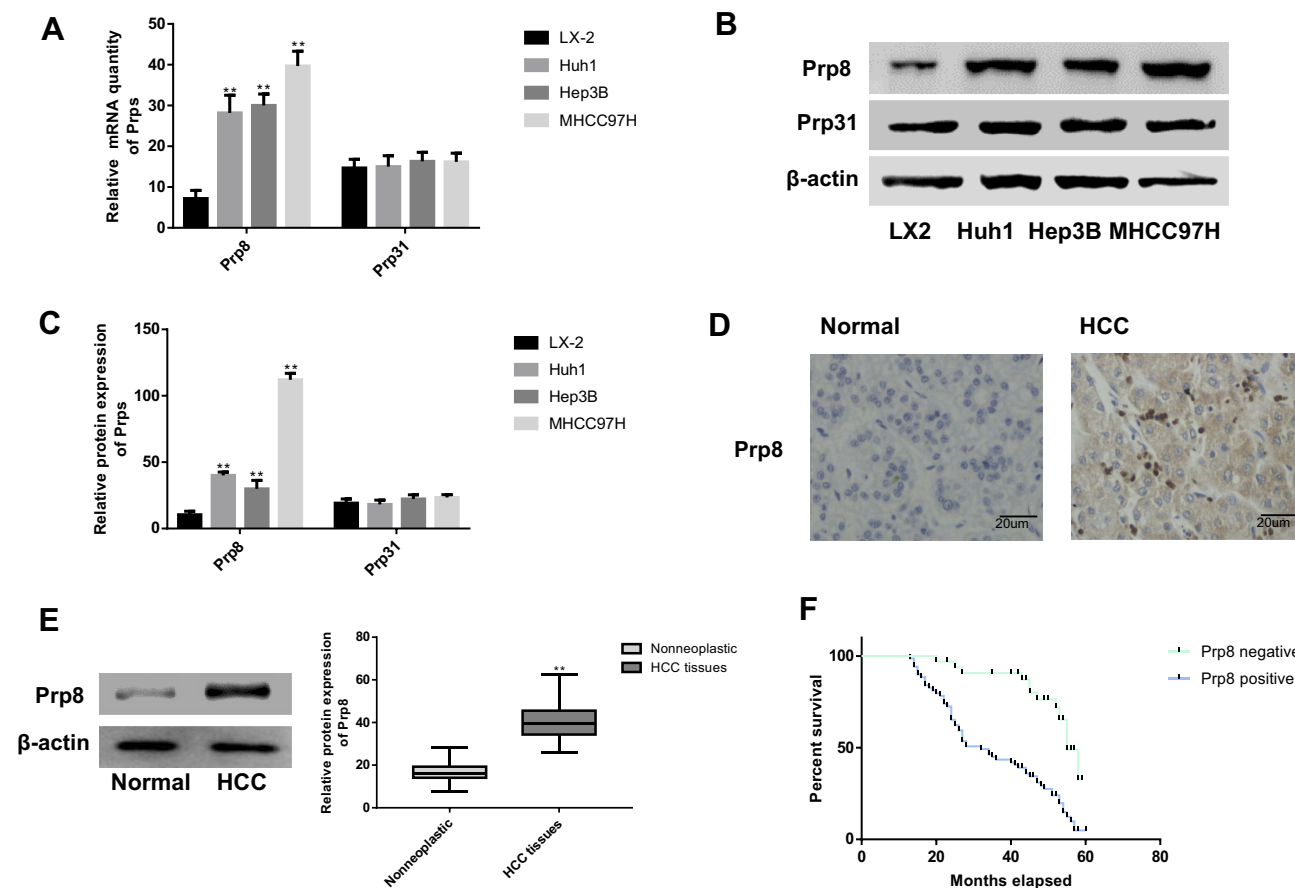 A
Relative mRNA quantity
of Prps
50
40
30
20
10
0
**
**
**
Prp8
Prp31
LX-2
Huh1
Hep3B
MHCC97H
B
Prp8
Prp31
β-actin
LX2 Huh1 Hep3B MHCC97H
C
Relative protein expression
of Prps
150
100
50
0
**
**
**
Prp8
Prp31
LX-2
Huh1
Hep3B
MHCC97H
D
Normal
HCC
Prp8
20um
20um
E
Prp8
β-actin
Normal HCC
Relative protein expression
of Prp8
80
60
40
20
0
**
Nonneoplastic
HCC tissues
Nonneoplastic
HCC tissues
F
Percent survival
100
50
0
0 20 40 60 80
Months elapsed
Prp8 negative
Prp8 positive